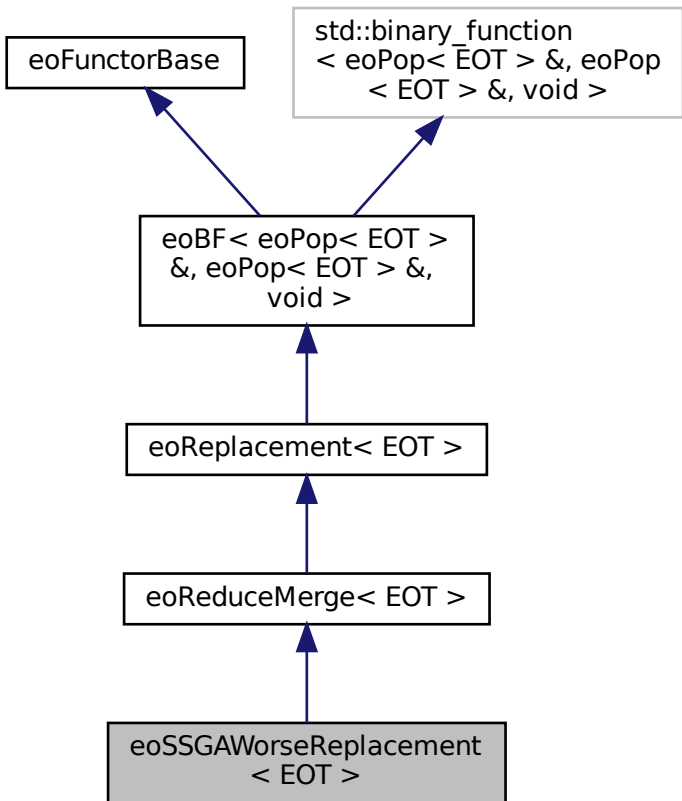 eoFunctorBase
std::binary_function
< eoPop< EOT > &, eoPop
< EOT > &, void >
eoBF< eoPop< EOT >
&, eoPop< EOT > &,
void >
eoReplacement< EOT >
eoReduceMerge< EOT >
eoSSGAWorseReplacement
< EOT >